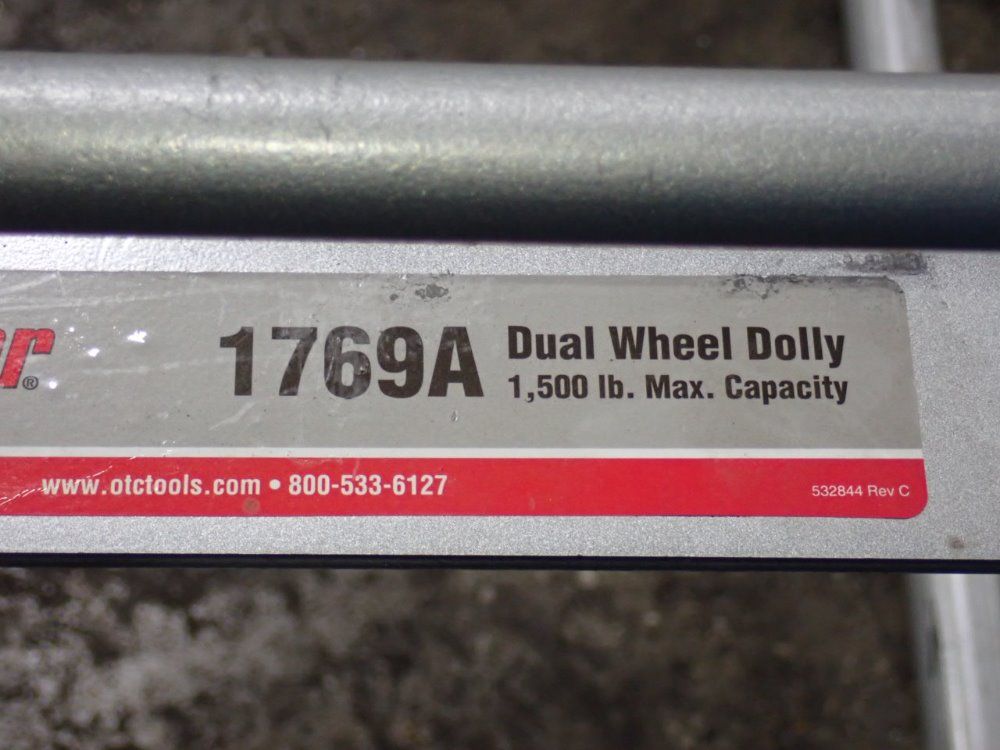 1769A Dual Wheel Dolly
1,500 lb. Max. Capacity
www.otctools.com • 800-533-6127
532844 Rev C